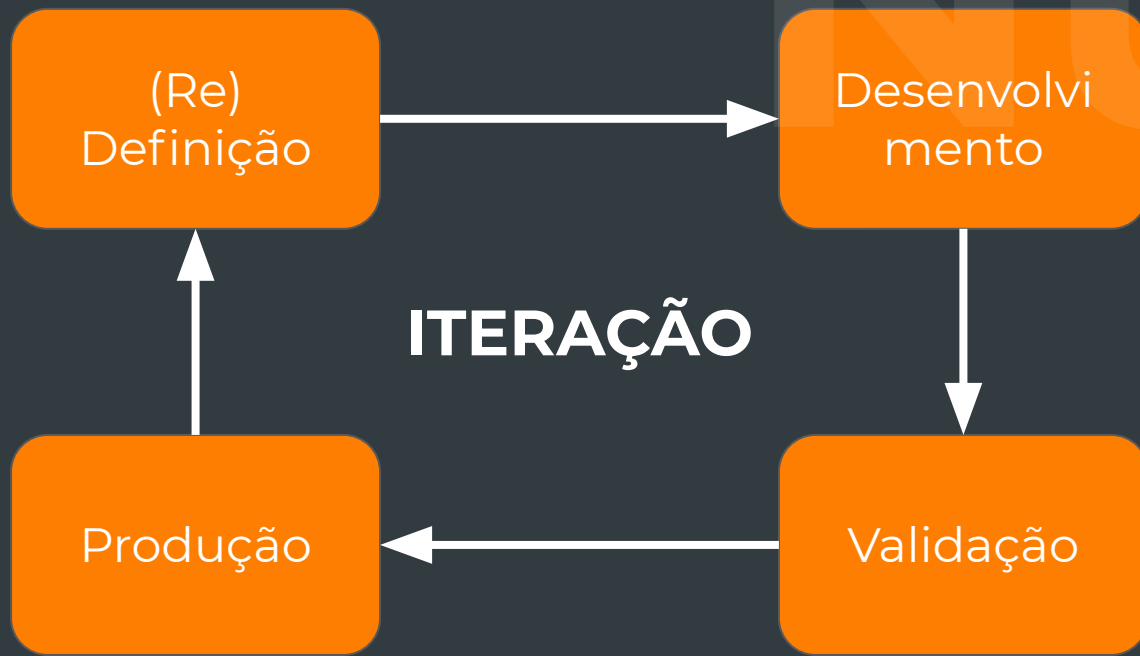 (Re)
Definição
Desenvolvi
mento
ITERAÇÃO
Produção
Validação